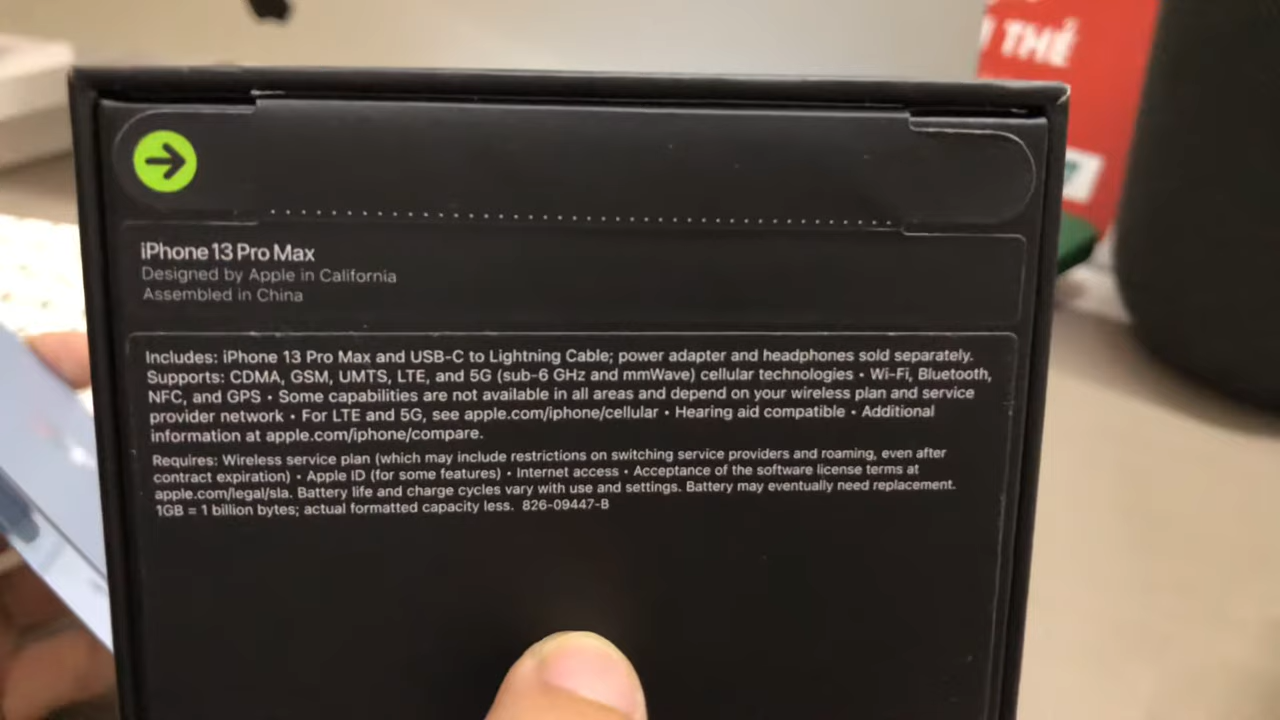 THẺ
iPhone 13 Pro Max
Designed by Apple in California
Assembled in China
Includes: iPhone 13 Pro Max and USB-C to Lightning Cable; power adapter and headphones sold separately.
Supports: CDMA, GSM, UMTS, LTE, and 5G (sub-6 GHz and mmWave) cellular technologies • Wi-Fi, Bluetooth,
NFC, and GPS • Some capabilities are not available in all areas and depend on your wireless plan and service
provider network • For LTE and 5G, see apple.com/iphone/cellular • Hearing aid compatible • Additional
information at apple.com/iphone/compare.
Requires: Wireless service plan (which may include restrictions on switching service providers and roaming, even after
contract expiration) • Apple ID (for some features) • Internet access • Acceptance of the software license terms at
apple.com/legal/sla. Battery life and charge cycles vary with use and settings. Battery may eventually need replacement.
1GB = 1 billion bytes; actual formatted capacity less. 826-09447-B